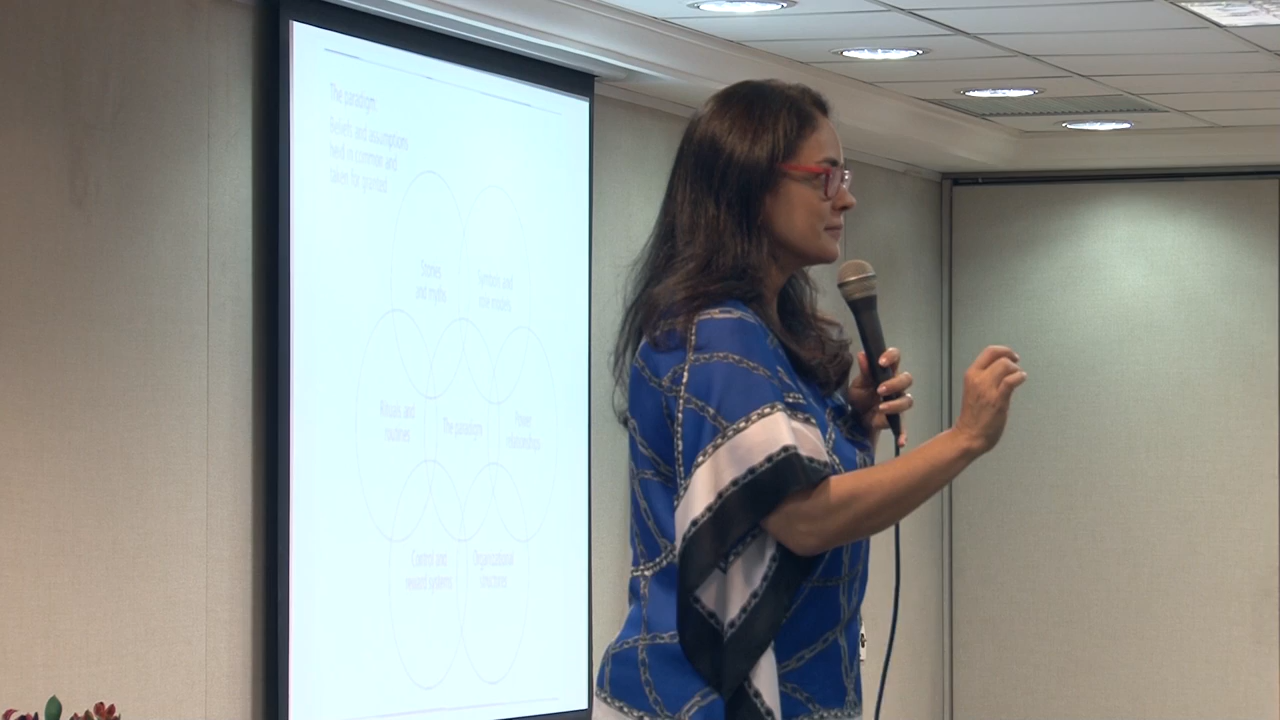 The paradigm
Beliefs and assumptions
held in common and
taken for granted
Stories
and myths
Symbols and
role models
Rituals and
routines
The paradigm
Power
relationships
Control and
reward systems
Organizational
structures